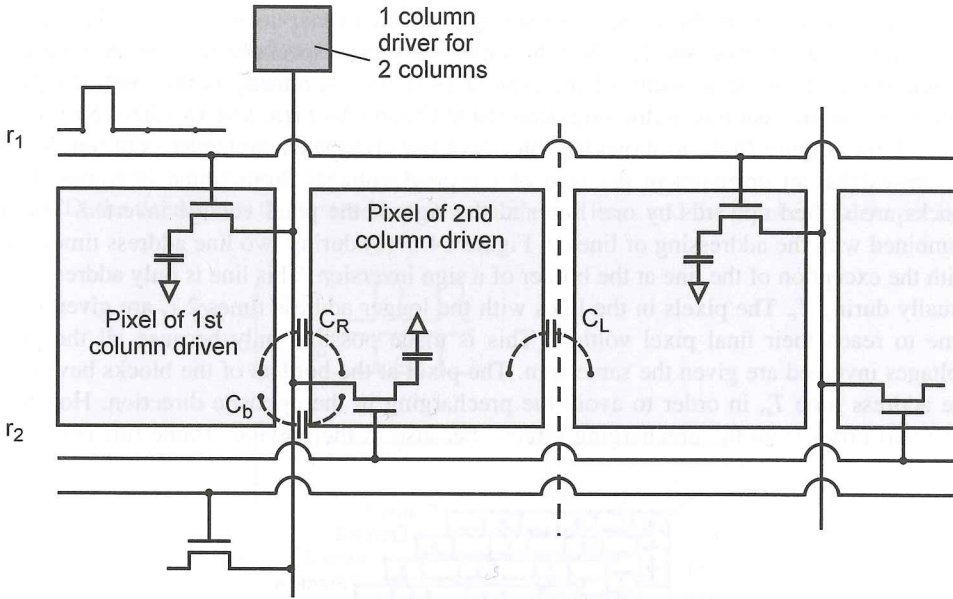 1 column
driver for
2 columns
r1
Pixel of 2nd
column driven
Pixel of 1st
column driven
CR
CL
Cb
r2